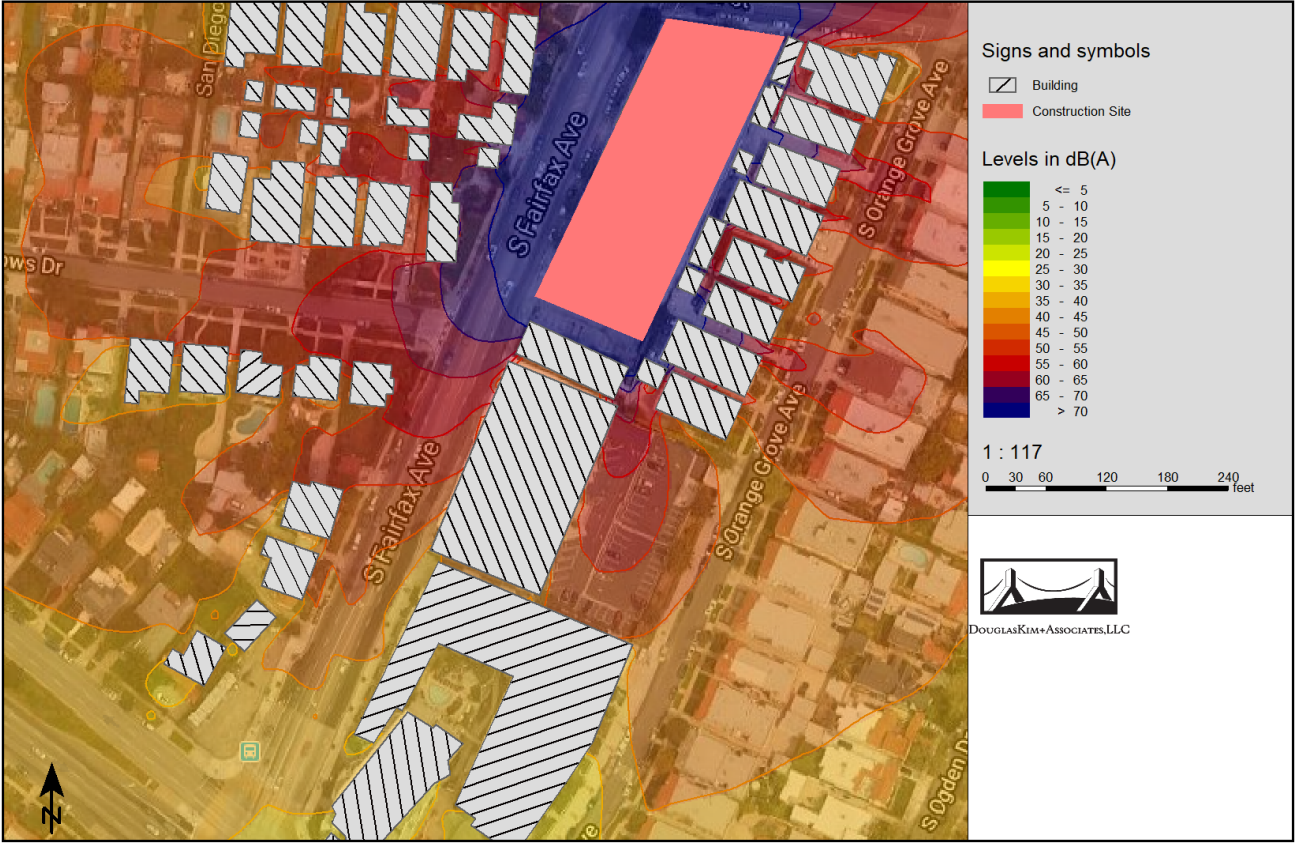 San Diego
S Fairfax Ave
S Orange Grove Ave
ows Dr
S Fairfax Ave
S Orange Grove Ave
S Ogden D
ve
N
Signs and symbols
Building
Construction Site
Levels in dB(A)
<= 5
5 - 10
10 - 15
15 - 20
20 - 25
25 - 30
30 - 35
35 - 40
40 - 45
45 - 50
50 - 55
55 - 60
60 - 65
65 - 70
> 70
1 : 117
0 30 60 120 180 240
feet
DOUGLASKIM+ASSOCIATES,LLC